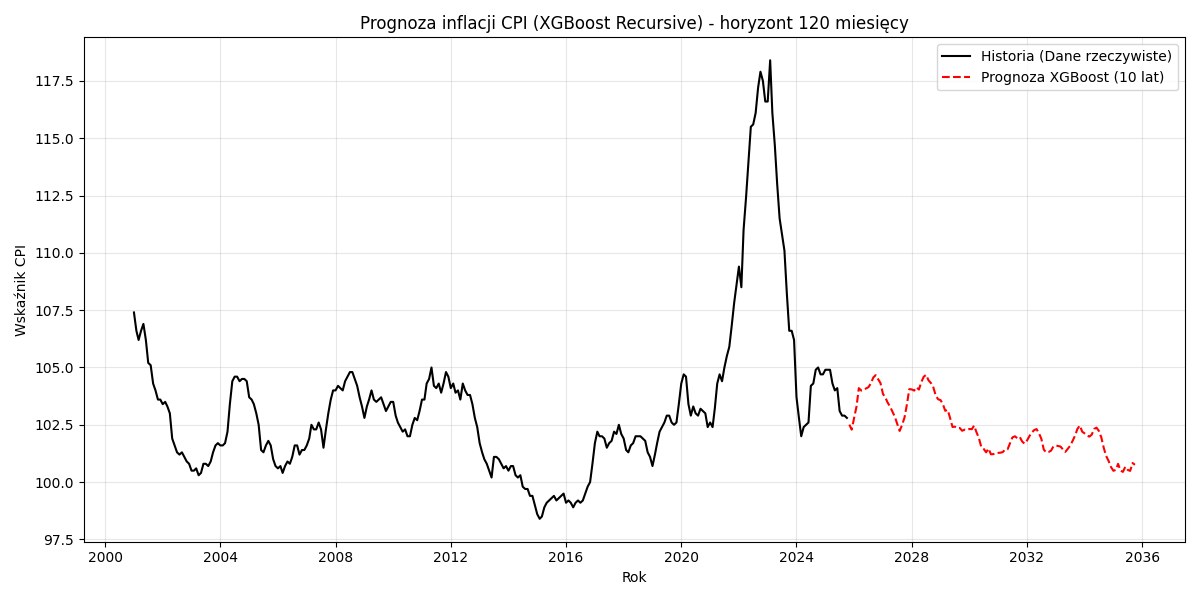 Prognoza inflacji CPI (XGBoost Recursive) - horyzont 120 miesięcy
Historia (Dane rzeczywiste)
Prognoza XGBoost (10 lat)
Wskaźnik CPI
117.5
115.0
112.5
110.0
107.5
105.0
102.5
100.0
97.5
2000 2004 2008 2012 2016 2020 2024 2028 2032 2036
Rok